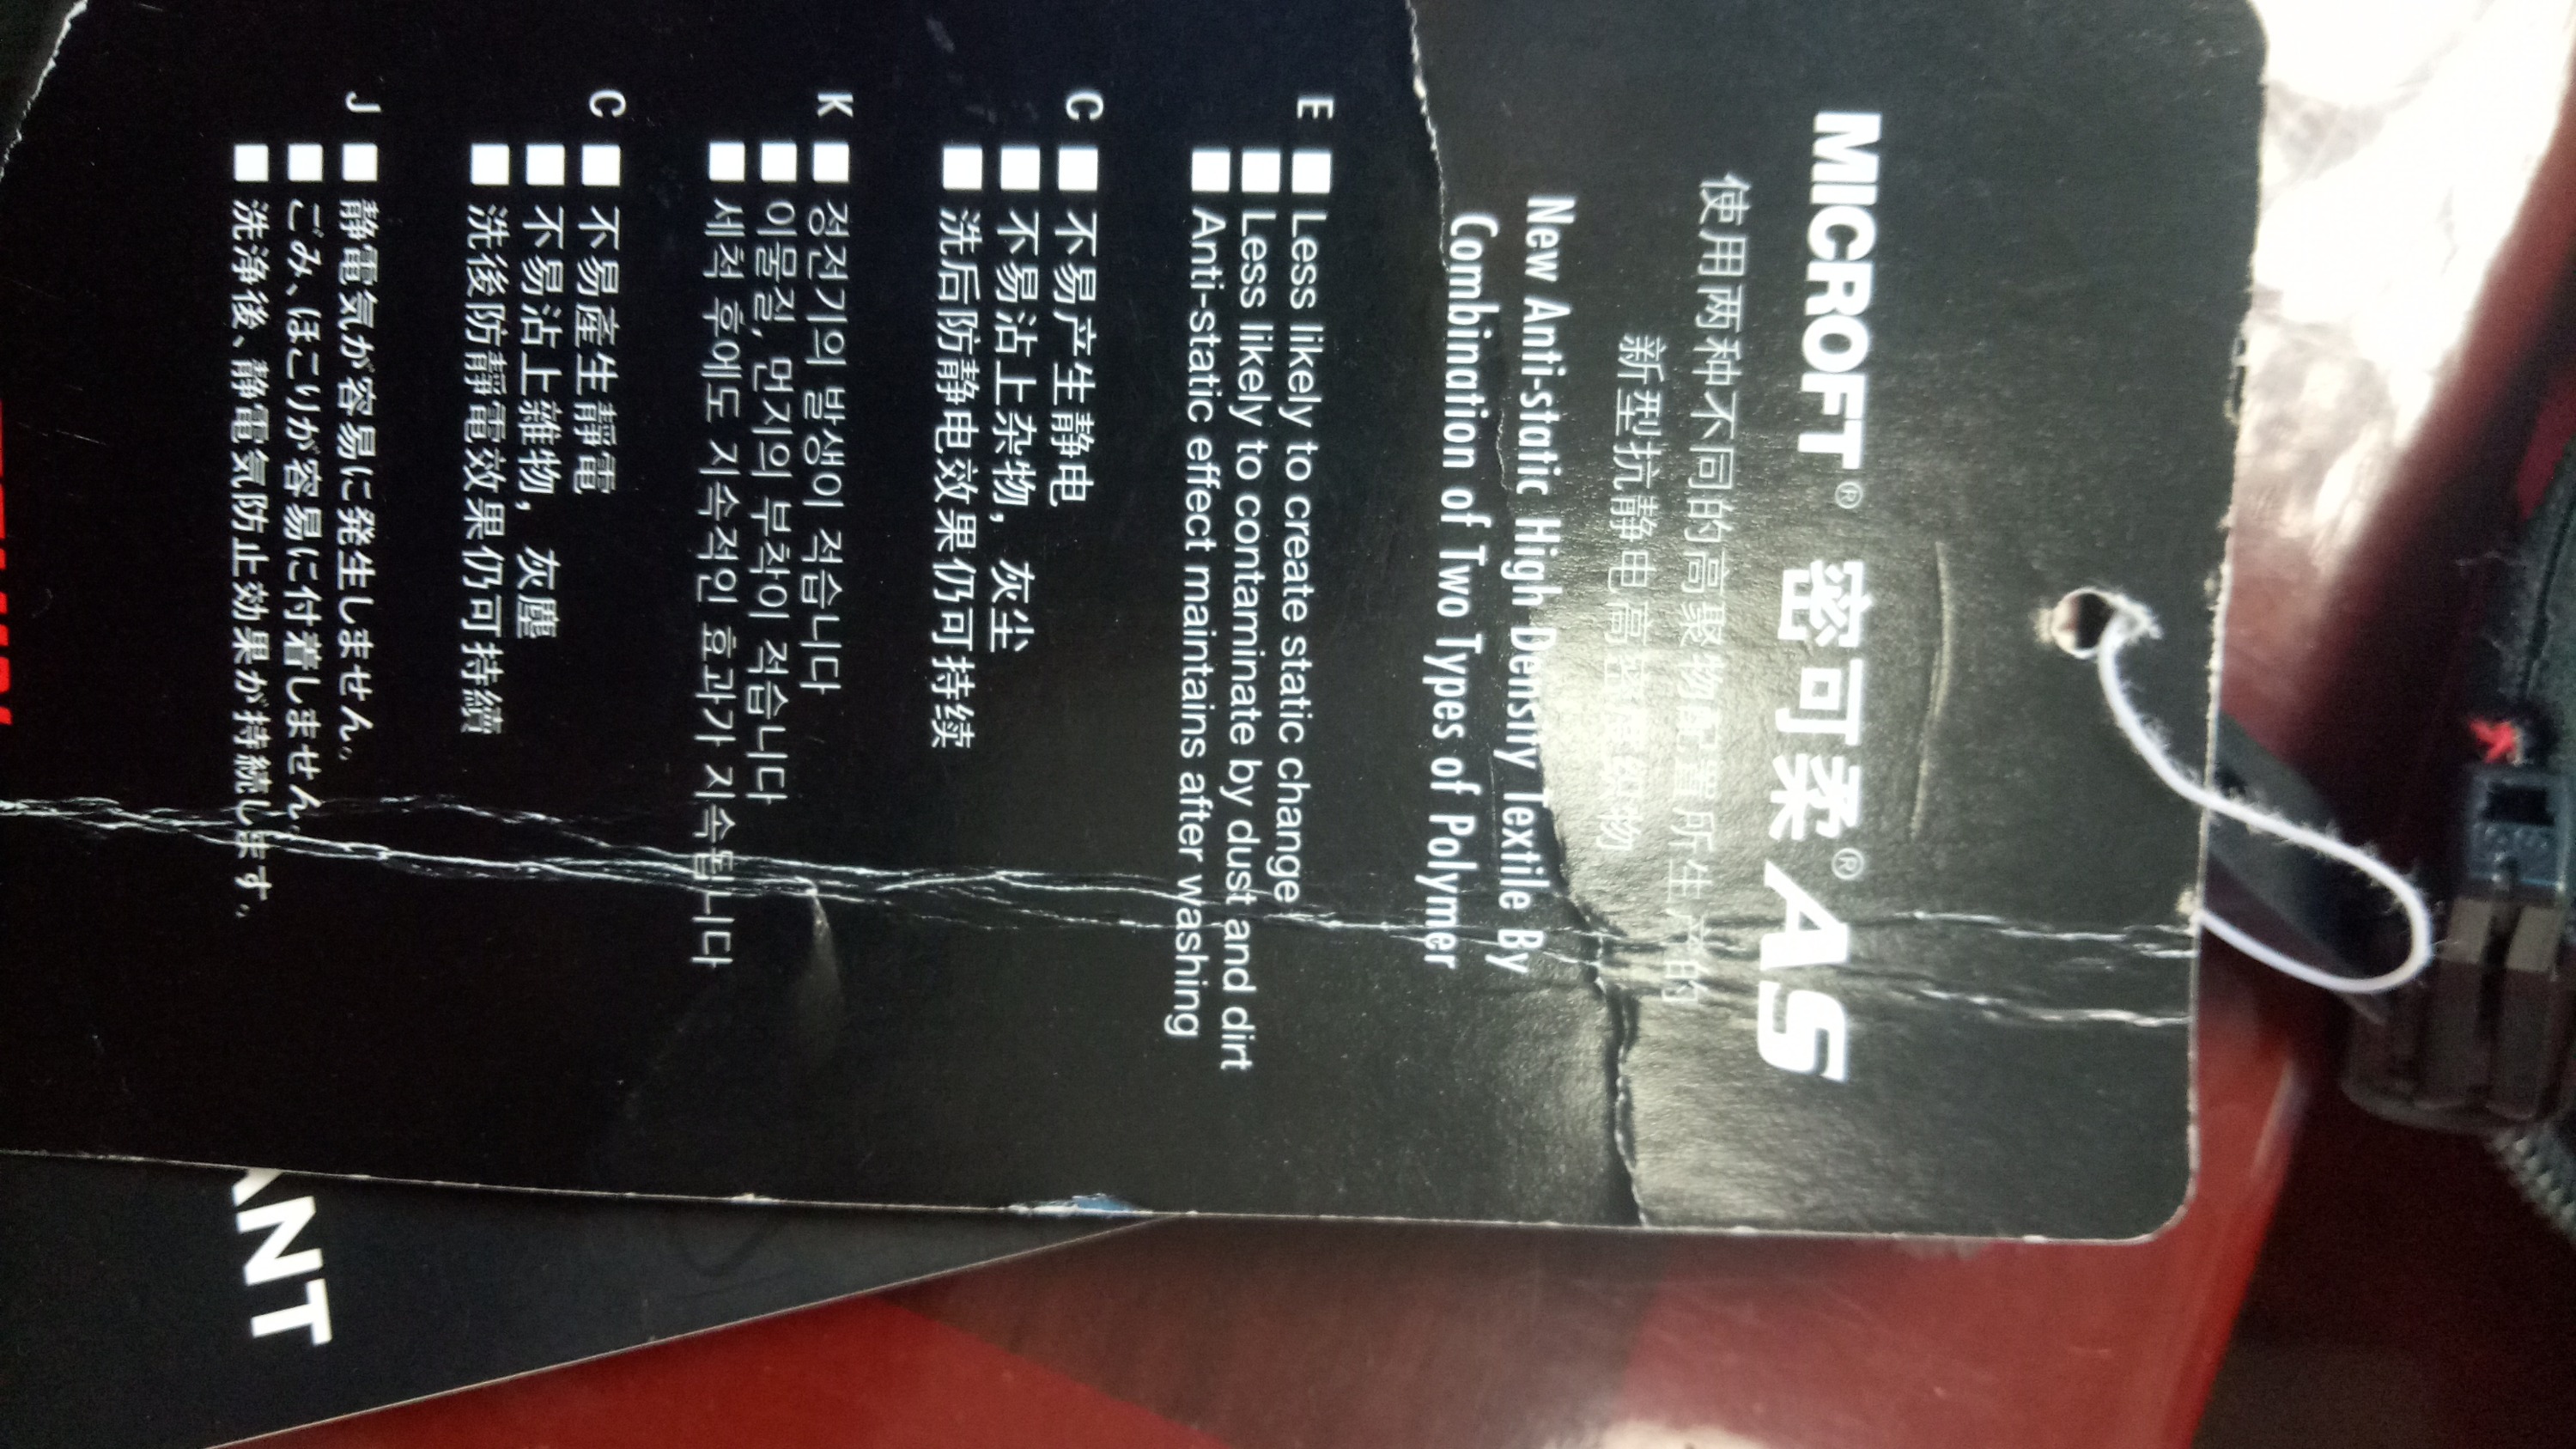 MICROFT® 密可柔® AS
使用两种不同的高聚物配置所生产的
新型抗静电高密度织物
New Anti-static High Density Textile By
Combination of Two Types of Polymer
E ■ Less likely to create static change
■ Less likely to contaminate by dust and dirt
■ Anti-static effect maintains after washing
C ■ 不易产生静电
■ 不易沾上杂物，灰尘
■ 洗后防静电效果仍可持续
K ■ 정전기의 발생이 적습니다
■ 이물질, 먼지의 부착이 적습니다
■ 세척 후에도 지속적인 효과가 지속됩니다
C ■ 不易產生靜電
■ 不易沾上雜物，灰塵
■ 洗後防靜電效果仍可持續
J ■ 静電気が容易に発生しません。
■ ごみ、ほこりが容易に付着しません。
■ 洗浄後、静電気防止効果が持続します。
ANT